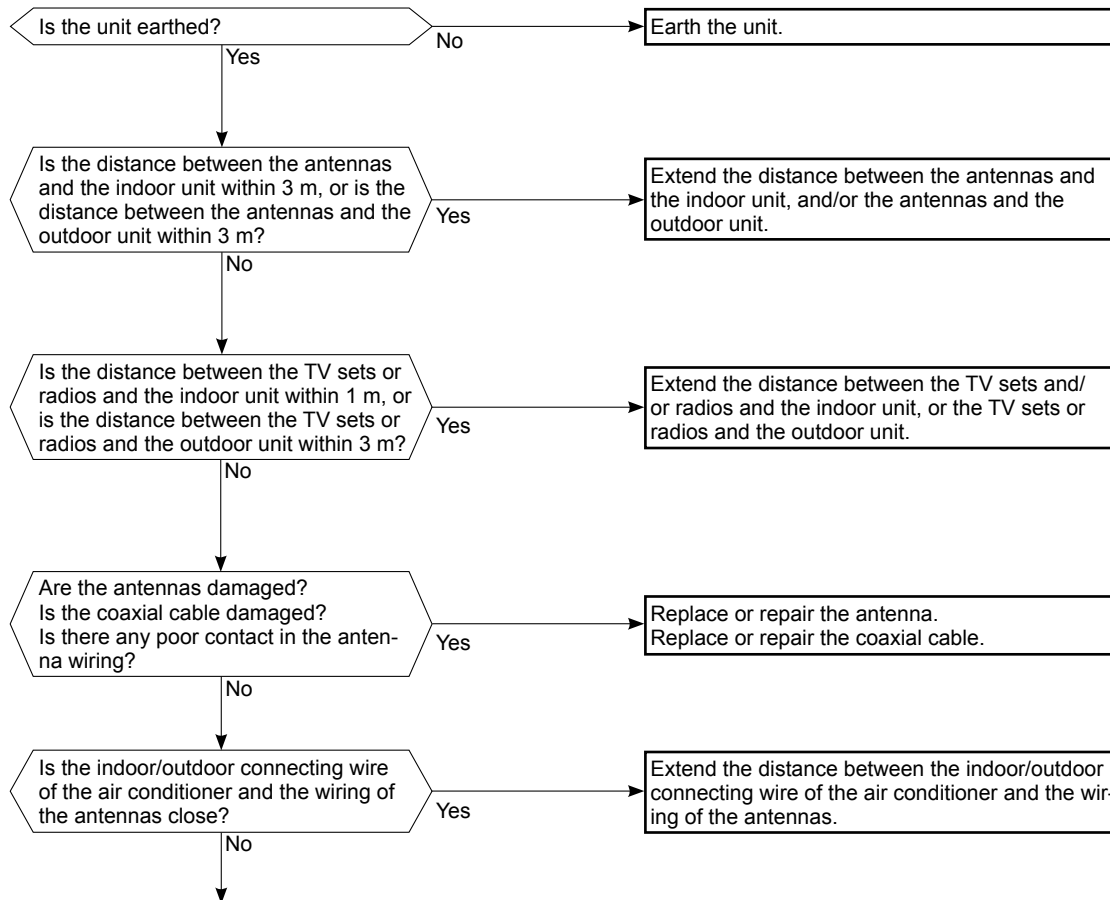 Is the unit earthed?
No
Earth the unit.
Yes
Is the distance between the antennas
and the indoor unit within 3 m, or is the
distance between the antennas and the
outdoor unit within 3 m?
Yes
Extend the distance between the antennas and
the indoor unit, and/or the antennas and the
outdoor unit.
No
Is the distance between the TV sets or
radios and the indoor unit within 1 m, or
is the distance between the TV sets or
radios and the outdoor unit within 3 m?
Yes
Extend the distance between the TV sets and/
or radios and the indoor unit, or the TV sets or
radios and the outdoor unit.
No
Are the antennas damaged?
Is the coaxial cable damaged?
Is there any poor contact in the anten-
na wiring?
Yes
Replace or repair the antenna.
Replace or repair the coaxial cable.
No
Is the indoor/outdoor connecting wire
of the air conditioner and the wiring of
the antennas close?
Yes
Extend the distance between the indoor/outdoor
connecting wire of the air conditioner and the wir-
ing of the antennas.
No